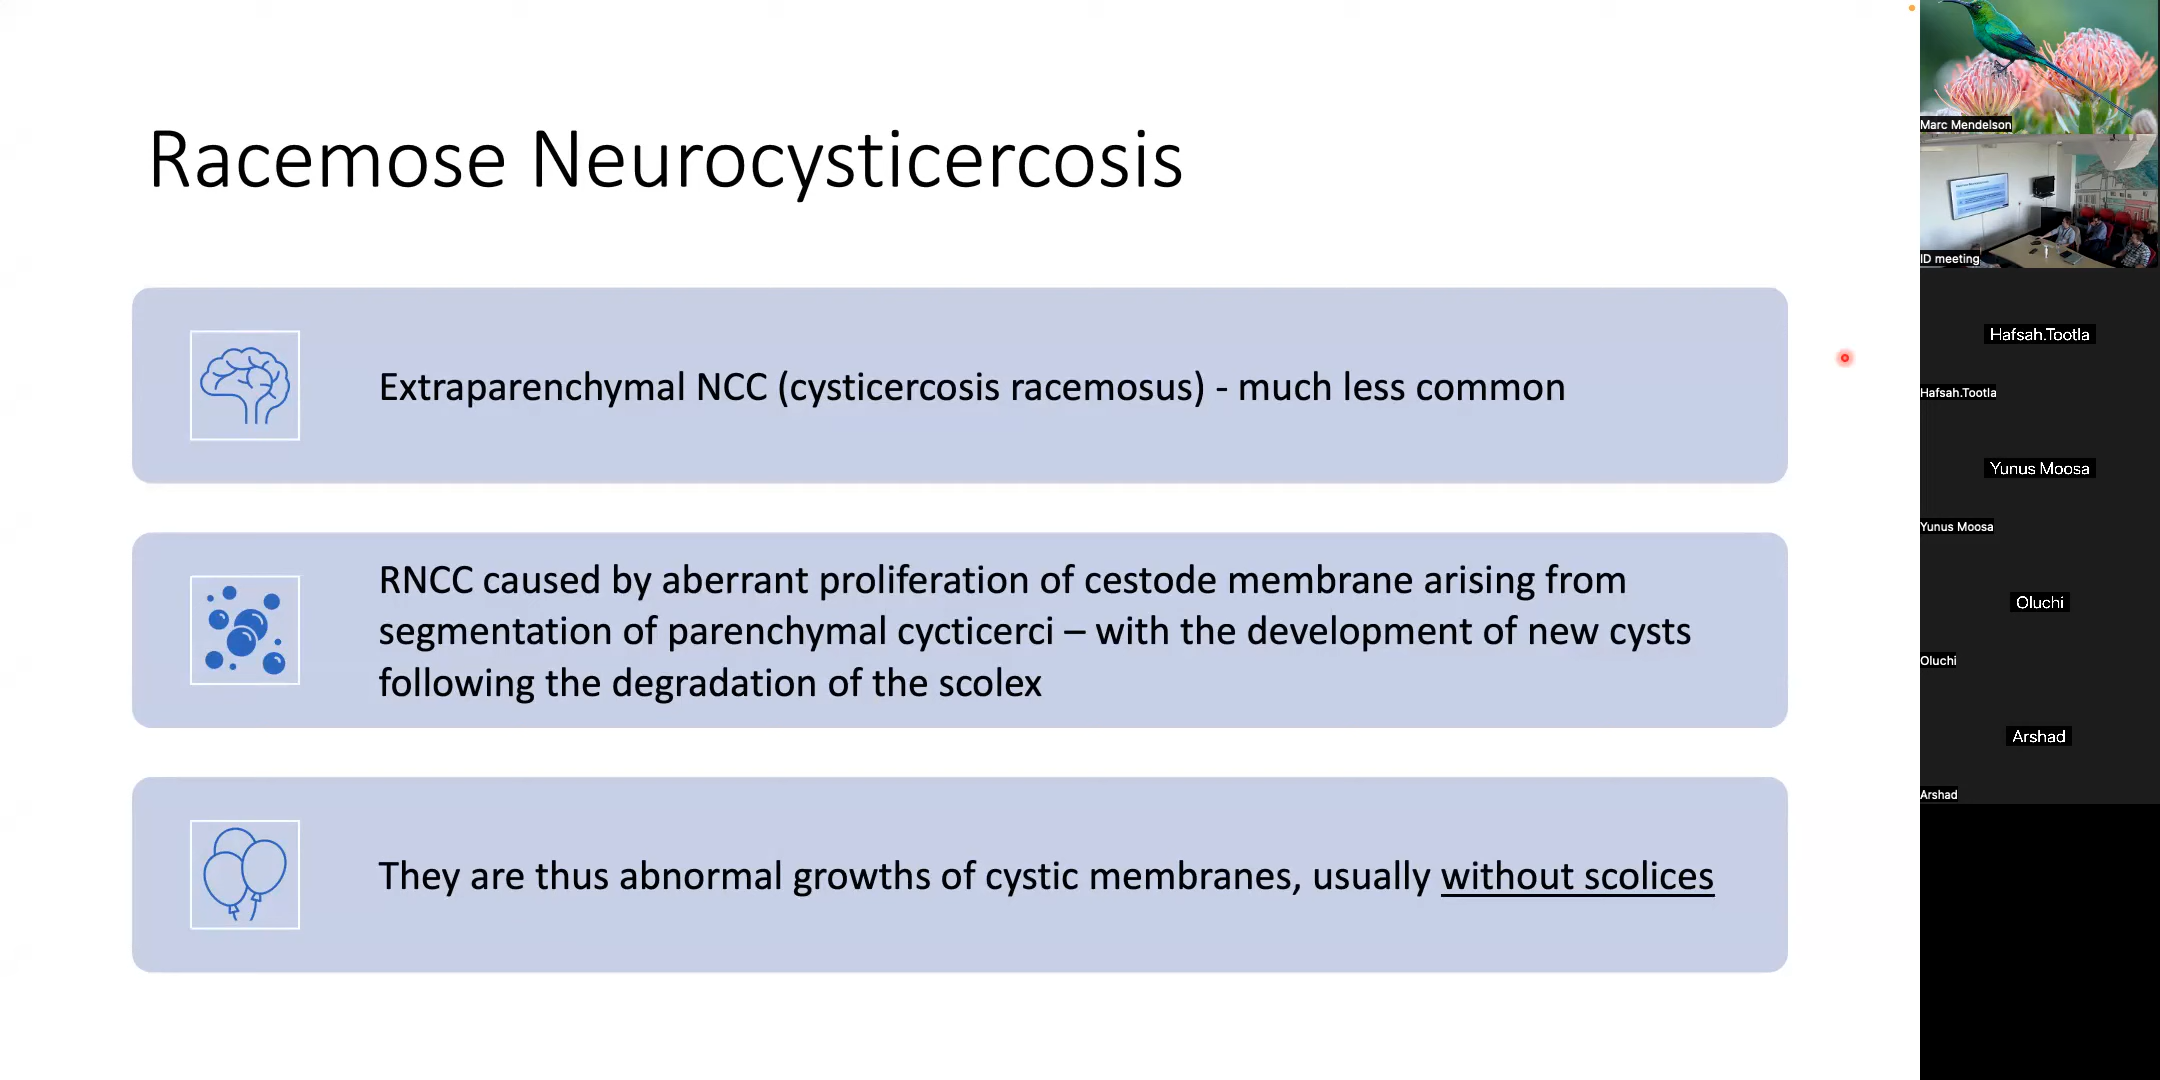 Racemose Neurocysticercosis
Extraparenchymal NCC (cysticercosis racemosus) - much less common
RNCC caused by aberrant proliferation of cestode membrane arising from
segmentation of parenchymal cycticerci – with the development of new cysts
following the degradation of the scolex
They are thus abnormal growths of cystic membranes, usually without scolices
Marc Mendelson
ID meeting
Hafsah.Tootla
Hafsah.Tootla
Yunus Moosa
Yunus Moosa
Oluchi
Oluchi
Arshad
Arshad